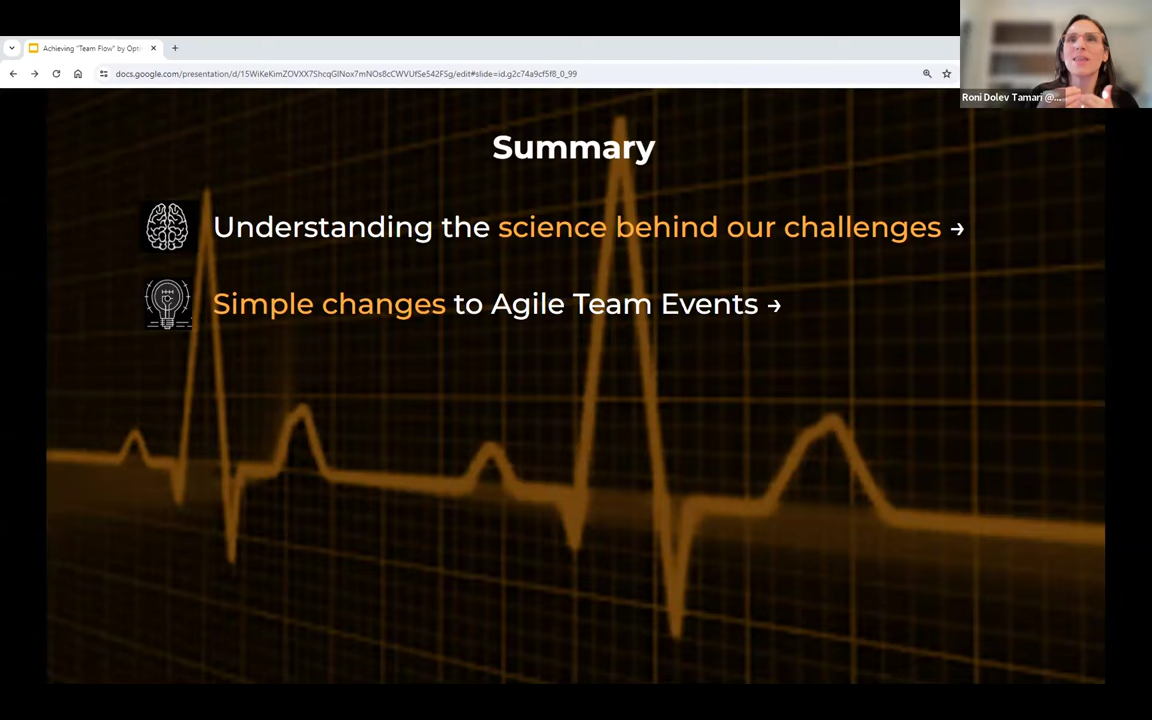 Achieving "Team Flow" by Opti
docs.google.com/presentation/d/15WiKeKimZOVXX7ShcqGlNox7mNOs8cCWVUfSe542FSg/edit#slide=id.g2c74a9cf5f8_0_99
Roni Dolev Tamari @...
Summary
Understanding the science behind our challenges →
Simple changes to Agile Team Events →